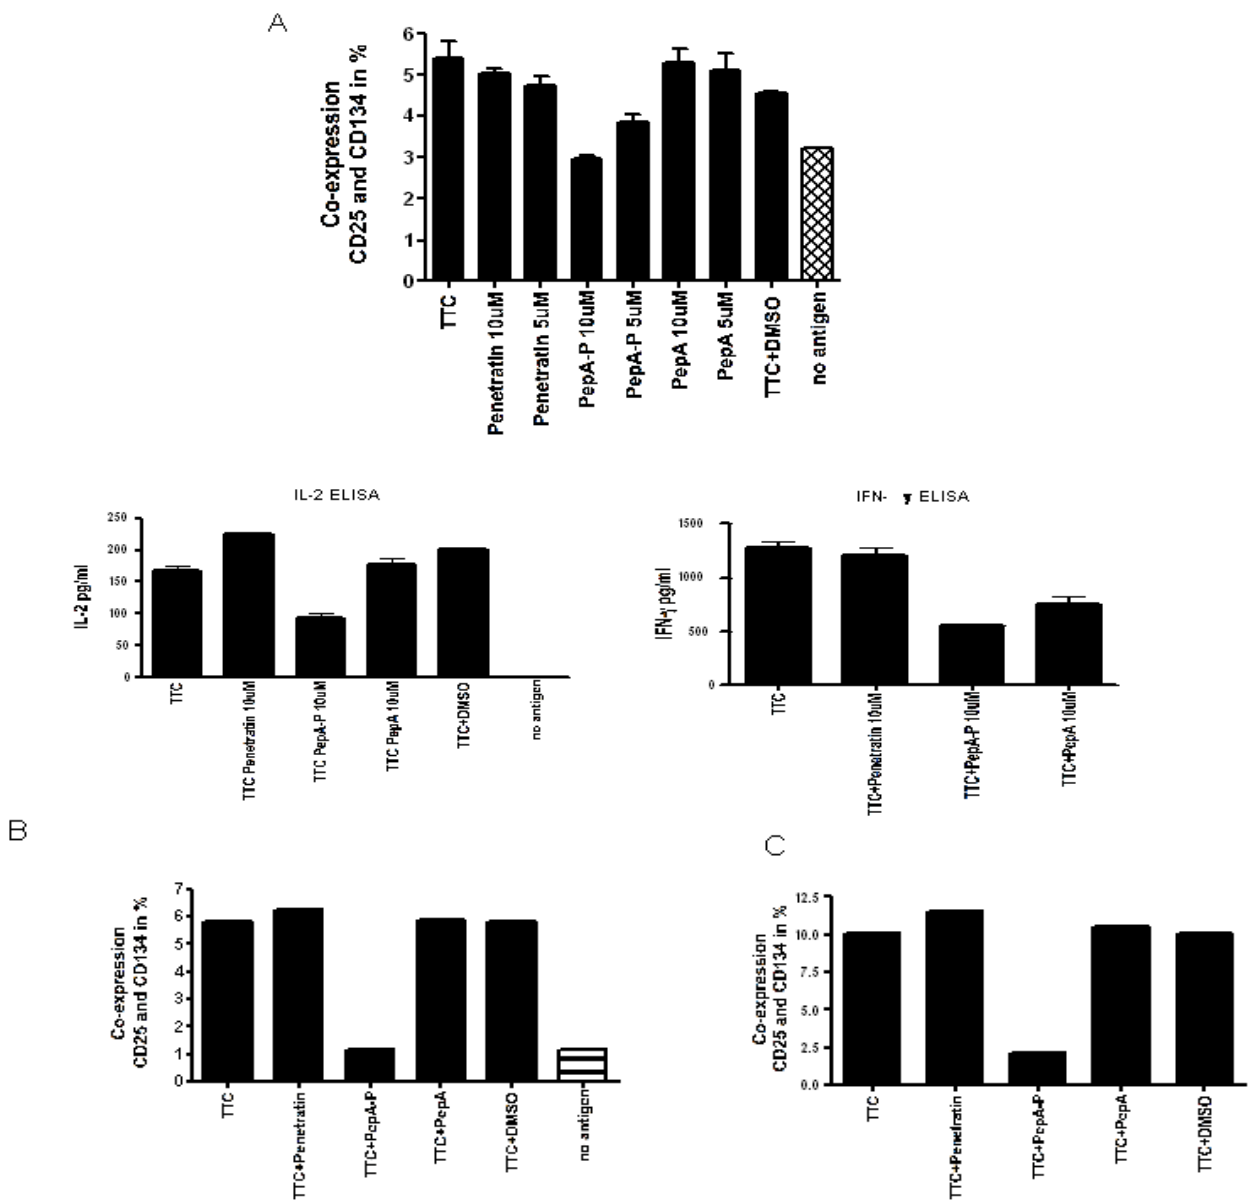 A
Co-expression
CD25 and CD134 in %
6
5
4
3
2
1
0
TTC
Penetratin 10uM
Penetratin 5uM
PepA-P 10uM
PepA-P 5uM
PepA 10uM
PepA 5uM
TTC+DMSO
no antigen
IL-2 ELISA
IL-2 pg/ml
250
200
150
100
50
0
TTC
TTC Penetratin 10uM
TTC PepA-P 10uM
TTC PepA 10uM
TTC+DMSO
no antigen
IFN- γ ELISA
IFN-γ pg/ml
1500
1000
500
0
TTC
TTC+Penetratin 10uM
TTC+PepA-P 10uM
TTC+PepA 10uM
B
Co-expression
CD25 and CD134 in %
7
6
5
4
3
2
1
0
TTC
TTC+Penetratin
TTC+PepA-P
TTC+PepA
TTC+DMSO
no antigen
C
Co-expression
CD25 and CD134 in %
12.5
10.0
7.5
5.0
2.5
0.0
TTC
TTC+Penetratin
TTC+PepA-P
TTC+PepA
TTC+DMSO